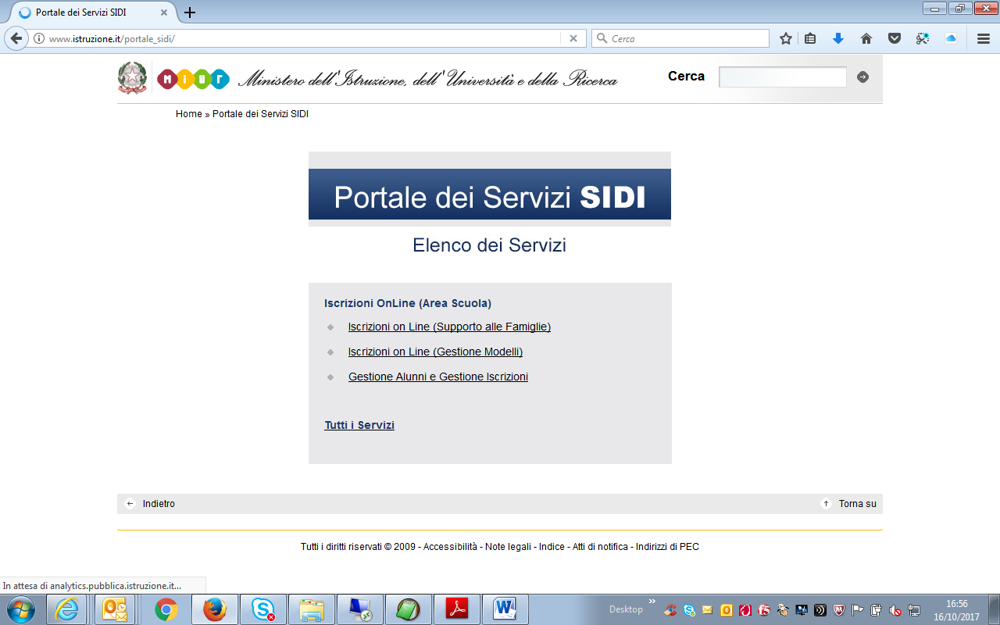 Portale dei Servizi SIDI
www.istruzione.it/portale_sidi/
Cerca
miur Ministero dell'Istruzione, dell'Università e della Ricerca
Cerca
Home » Portale dei Servizi SIDI
Portale dei Servizi SIDI
Elenco dei Servizi
Iscrizioni OnLine (Area Scuola)
Iscrizioni on Line (Supporto alle Famiglie)
Iscrizioni on Line (Gestione Modelli)
Gestione Alunni e Gestione Iscrizioni
Tutti i Servizi
Indietro
Torna su
Tutti i diritti riservati © 2009 - Accessibilità - Note legali - Indice - Atti di notifica - Indirizzi di PEC
In attesa di analytics.pubblica.istruzione.it...
Desktop
16:56
16/10/2017